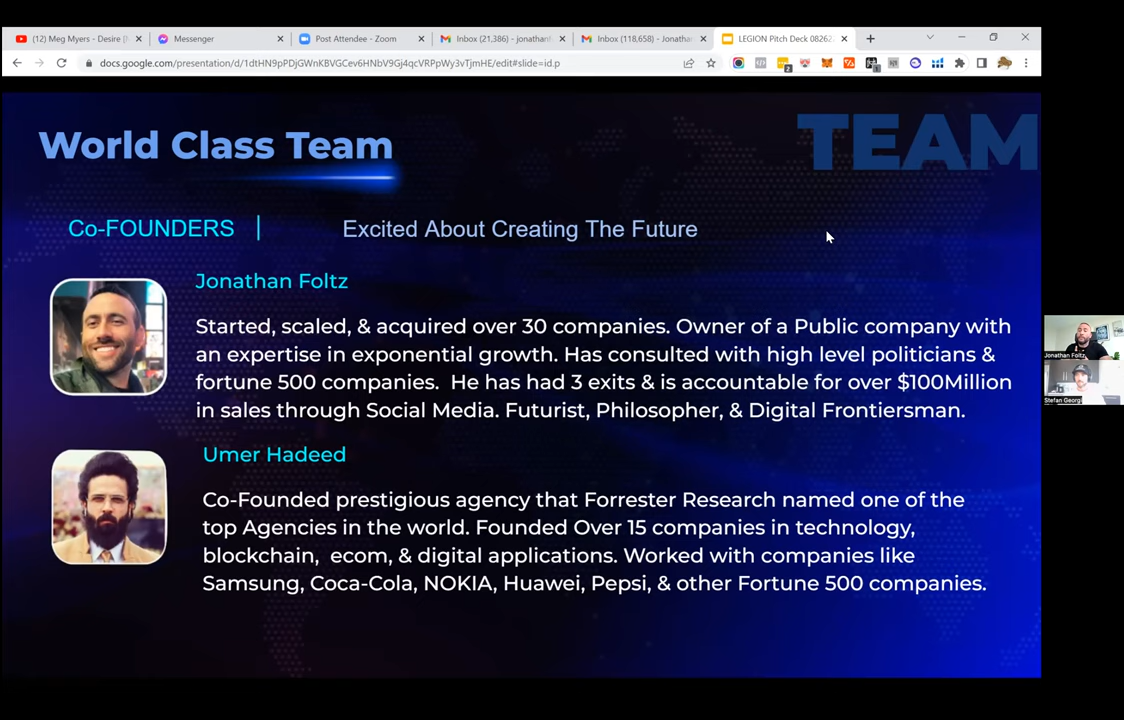 (12) Meg Myers - Desire
Messenger
Post Attendee - Zoom
Inbox (21,386) - jonathan
Inbox (118,658) - Jonathan
LEGION Pitch Deck 08262
docs.google.com/presentation/d/1dtHN9pPDjGWnKBVGCev6HNbV9Gj4qcVRPpWy3vTjmHE/edit#slide=id.p
World Class Team
TEAM
Co-FOUNDERS |
Excited About Creating The Future
Jonathan Foltz
Started, scaled, & acquired over 30 companies. Owner of a Public company with
an expertise in exponential growth. Has consulted with high level politicians &
fortune 500 companies.  He has had 3 exits & is accountable for over $100Million
in sales through Social Media. Futurist, Philosopher, & Digital Frontiersman.
Jonathan Foltz
Stefan Georgi
Umer Hadeed
Co-Founded prestigious agency that Forrester Research named one of the
top Agencies in the world. Founded Over 15 companies in technology,
blockchain,  ecom, & digital applications. Worked with companies like
Samsung, Coca-Cola, NOKIA, Huawei, Pepsi, & other Fortune 500 companies.